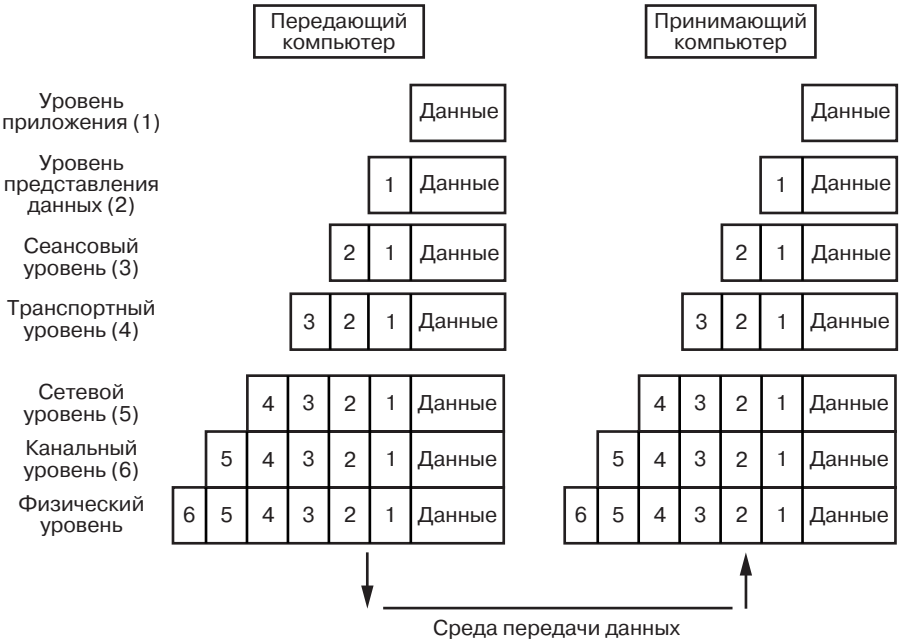 Передающий
компьютер
Принимающий
компьютер
Уровень
приложения (1)
Данные
Данные
Уровень
представления
данных (2)
1 Данные
1 Данные
Сеансовый
уровень (3)
2 1 Данные
2 1 Данные
Транспортный
уровень (4)
3 2 1 Данные
3 2 1 Данные
Сетевой
уровень (5)
4 3 2 1 Данные
4 3 2 1 Данные
Канальный
уровень (6)
5 4 3 2 1 Данные
5 4 3 2 1 Данные
Физический
уровень
6 5 4 3 2 1 Данные
6 5 4 3 2 1 Данные
Среда передачи данных